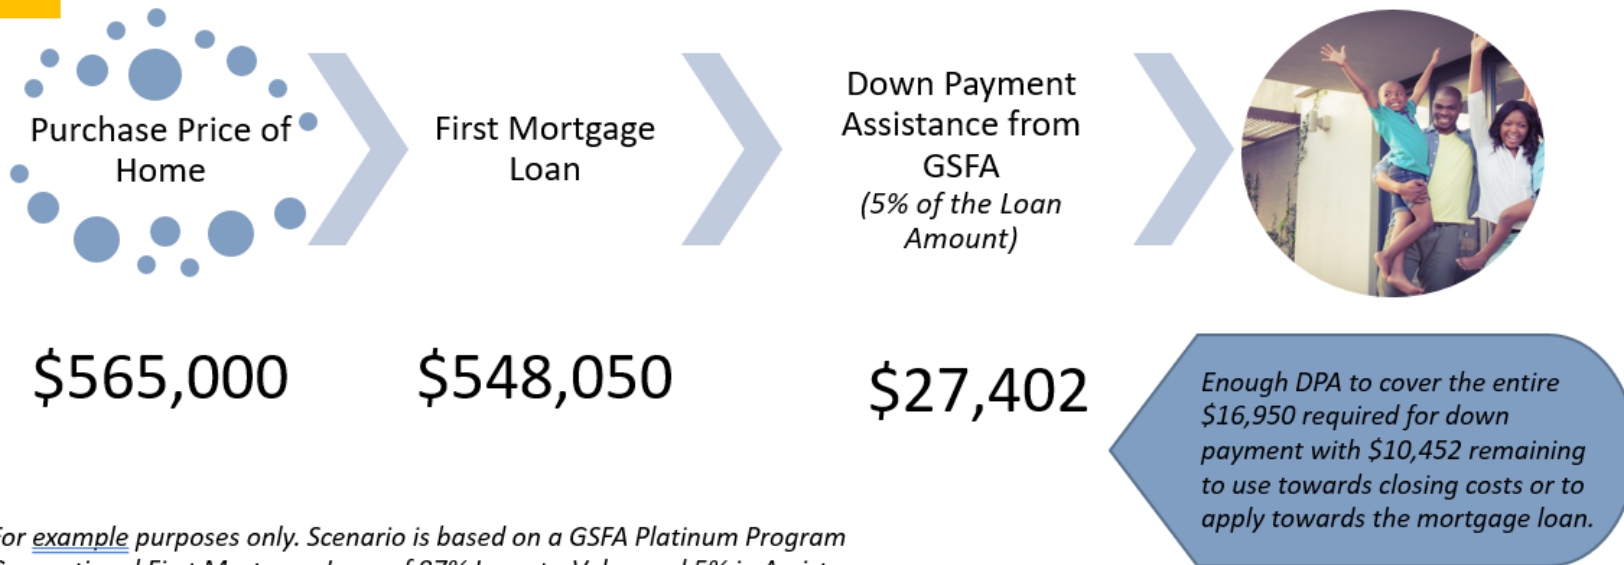 Purchase Price of
Home
First Mortgage
Loan
Down Payment
Assistance from
GSFA
(5% of the Loan
Amount)
$565,000
$548,050
$27,402
Enough DPA to cover the entire
$16,950 required for down
payment with $10,452 remaining
to use towards closing costs or to
apply towards the mortgage loan.
For example purposes only. Scenario is based on a GSFA Platinum Program